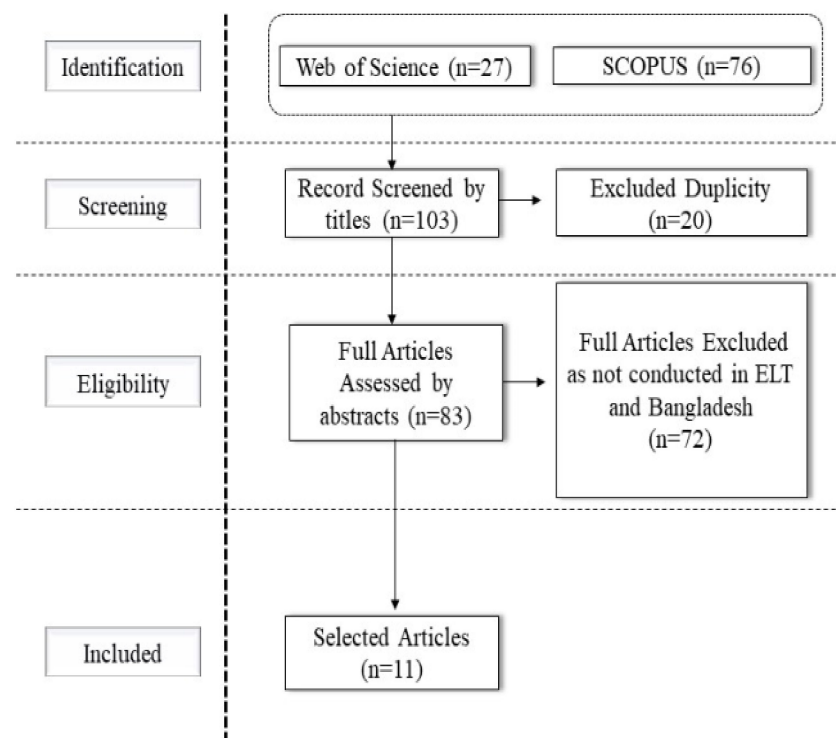 Identification
Web of Science (n=27)
SCOPUS (n=76)
Screening
Record Screened by
titles (n=103)
Excluded Duplicity
(n=20)
Eligibility
Full Articles
Assessed by
abstracts (n=83)
Full Articles Excluded
as not conducted in ELT
and Bangladesh
(n=72)
Included
Selected Articles
(n=11)